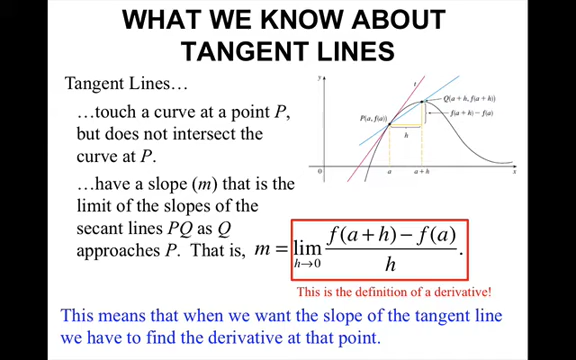 WHAT WE KNOW ABOUT
TANGENT LINES
Tangent Lines…
…touch a curve at a point P,
but does not intersect the
curve at P.
…have a slope (m) that is the
limit of the slopes of the
secant lines PQ as Q
approaches P. That is,
m = lim h→0 f(a+h) − f(a) / h .
y
t
Q(a + h, f(a + h))
P(a, f(a))
f(a + h) − f(a)
h
0
a
a + h
x
This is the definition of a derivative!
This means that when we want the slope of the tangent line
we have to find the derivative at that point.